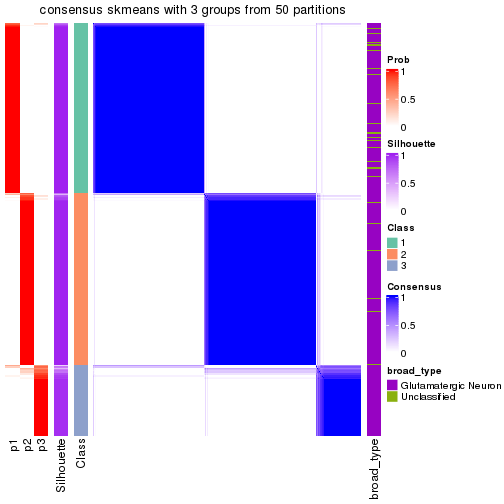 consensus skmeans with 3 groups from 50 partitions
Prob
1
0.5
0
Silhouette
1
0.5
0
Class
1
2
3
Consensus
1
0.5
0
broad_type
Glutamatergic Neuron
Unclassified
p1
p2
p3
Silhouette
Class
broad_type